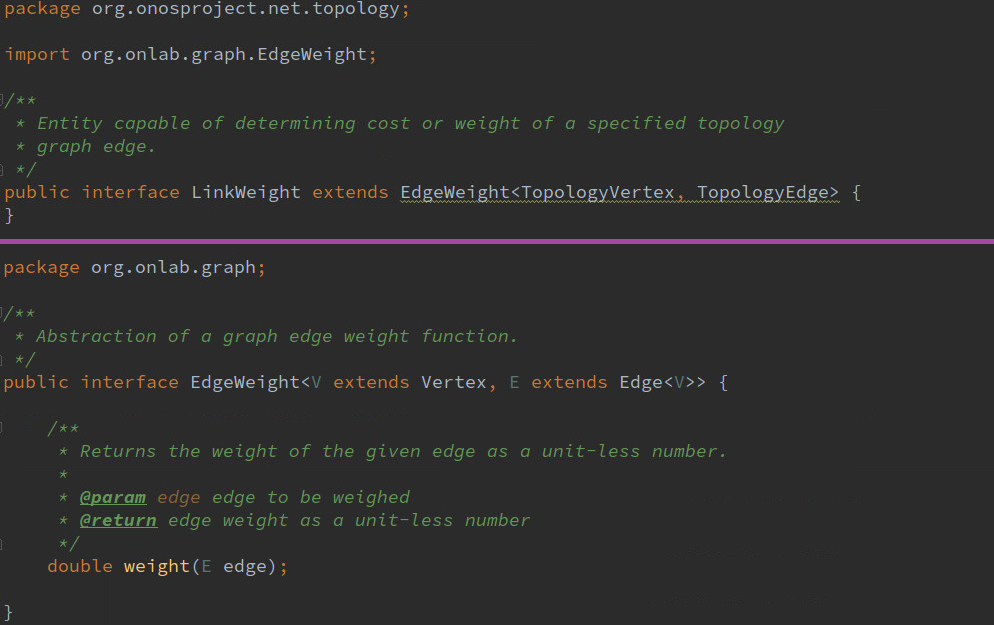 package org.onosproject.net.topology;
import org.onlab.graph.EdgeWeight;
/**
 * Entity capable of determining cost or weight of a specified topology
 * graph edge.
 */
public interface LinkWeight extends EdgeWeight<TopologyVertex, TopologyEdge> {
}
package org.onlab.graph;
/**
 * Abstraction of a graph edge weight function.
 */
public interface EdgeWeight<V extends Vertex, E extends Edge<V>> {
    /**
     * Returns the weight of the given edge as a unit-less number.
     *
     * @param edge edge to be weighed
     * @return edge weight as a unit-less number
     */
    double weight(E edge);
}